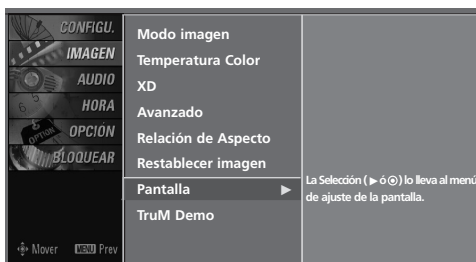 CONFIGU.
IMAGEN
AUDIO
HORA
OPCIÓN
BLOQUEAR
Mover MENU Prev
Modo imagen
Temperatura Color
XD
Avanzado
Relación de Aspecto
Restablecer imagen
Pantalla ▶
TruM Demo
La Selección ( ▶ ó ⊙ ) lo lleva al menú
de ajuste de la pantalla.